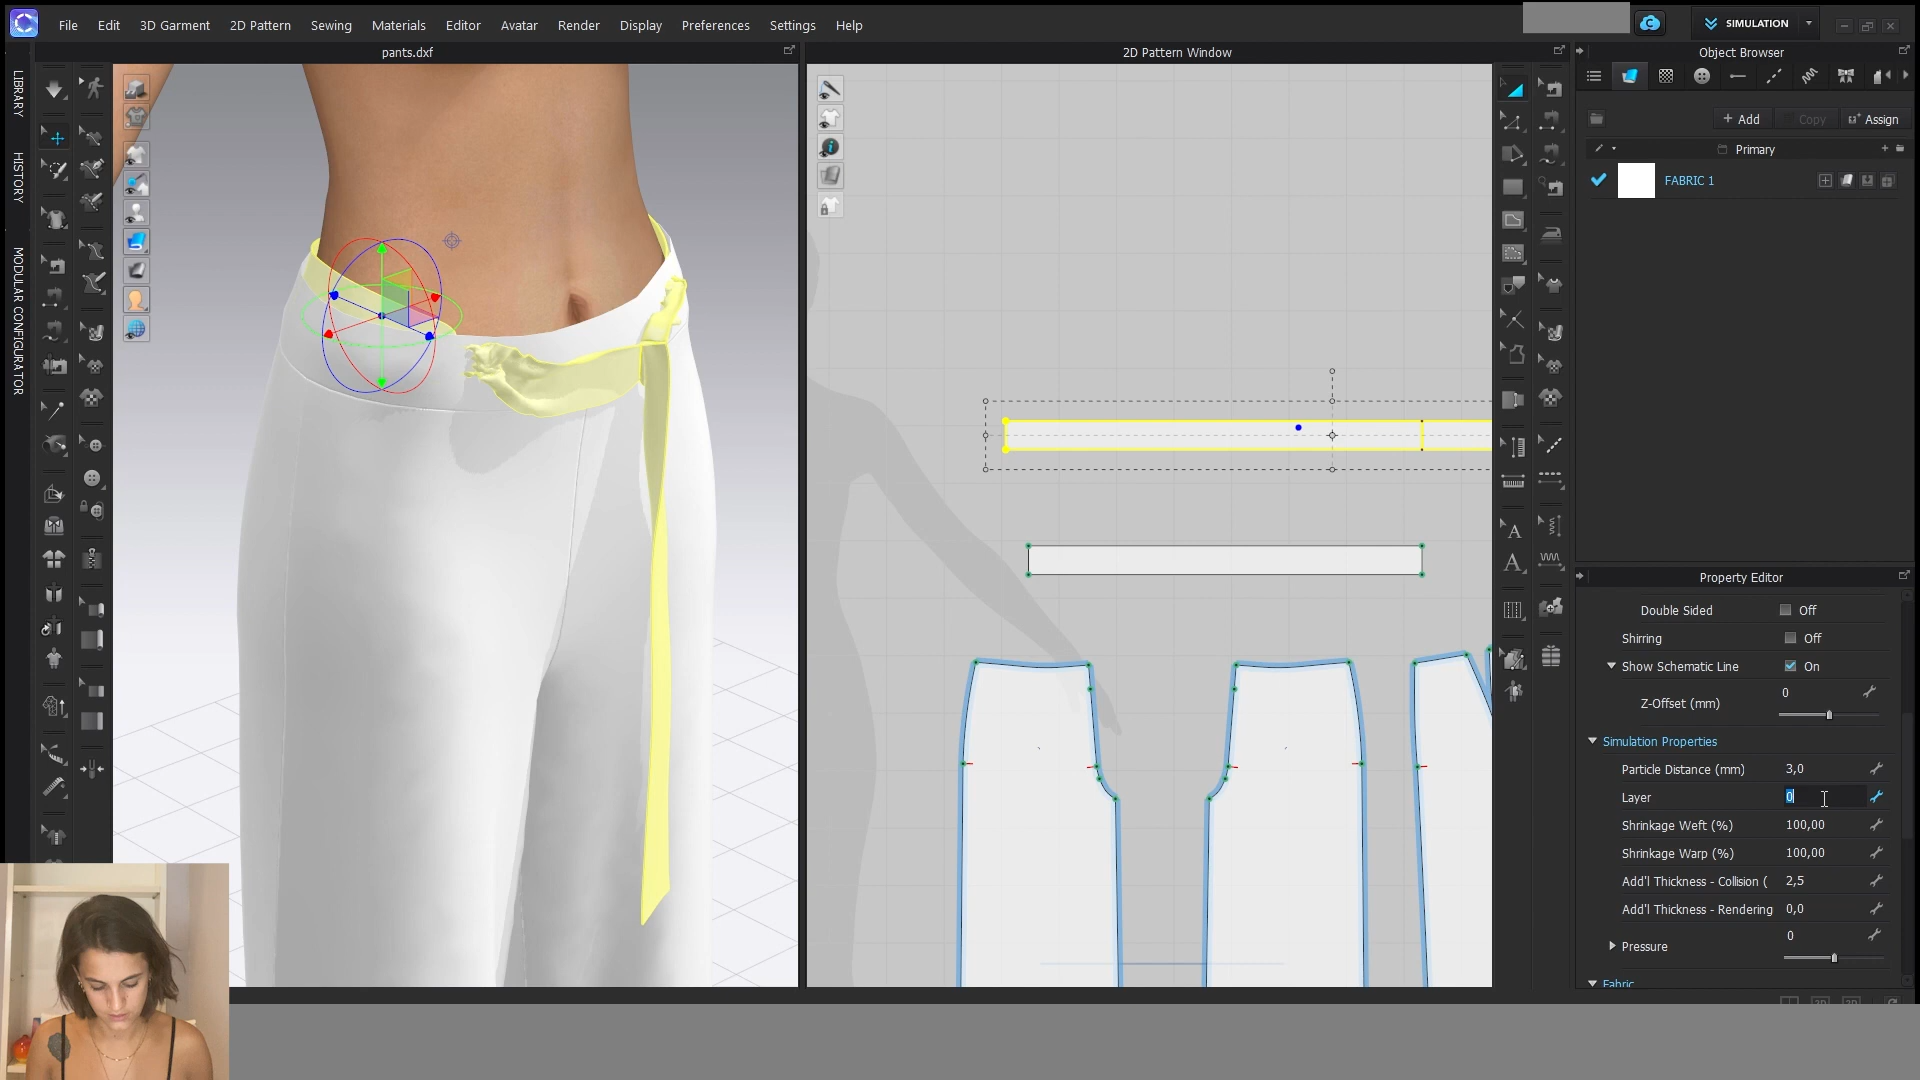 File Edit 3D Garment 2D Pattern Sewing Materials Editor Avatar Render Display Preferences Settings Help
SIMULATION
pants.dxf
2D Pattern Window
Object Browser
LIBRARY
HISTORY
MODULAR CONFIGURATOR
+ Add Copy Assign
Primary
FABRIC 1
Property Editor
Double Sided Off
Shirring Off
Show Schematic Line On
Z-Offset (mm) 0
Simulation Properties
Particle Distance (mm) 3,0
Layer 0
Shrinkage Weft (%) 100,00
Shrinkage Warp (%) 100,00
Add'l Thickness - Collision ( 2,5
Add'l Thickness - Rendering 0,0
Pressure 0
Fabric